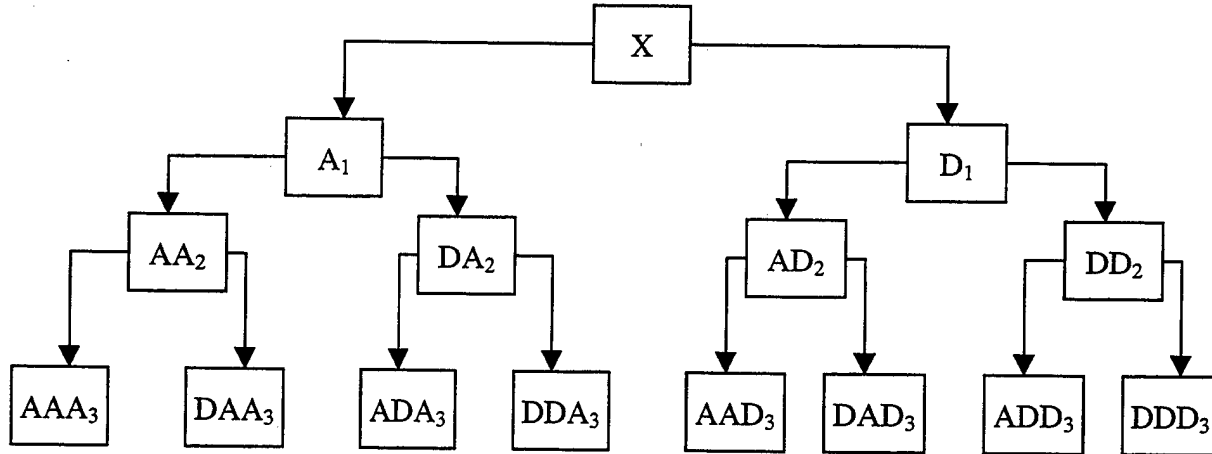 X
A₁ D₁
AA₂ DA₂ AD₂ DD₂
AAA₃ DAA₃ ADA₃ DDA₃ AAD₃ DAD₃ ADD₃ DDD₃